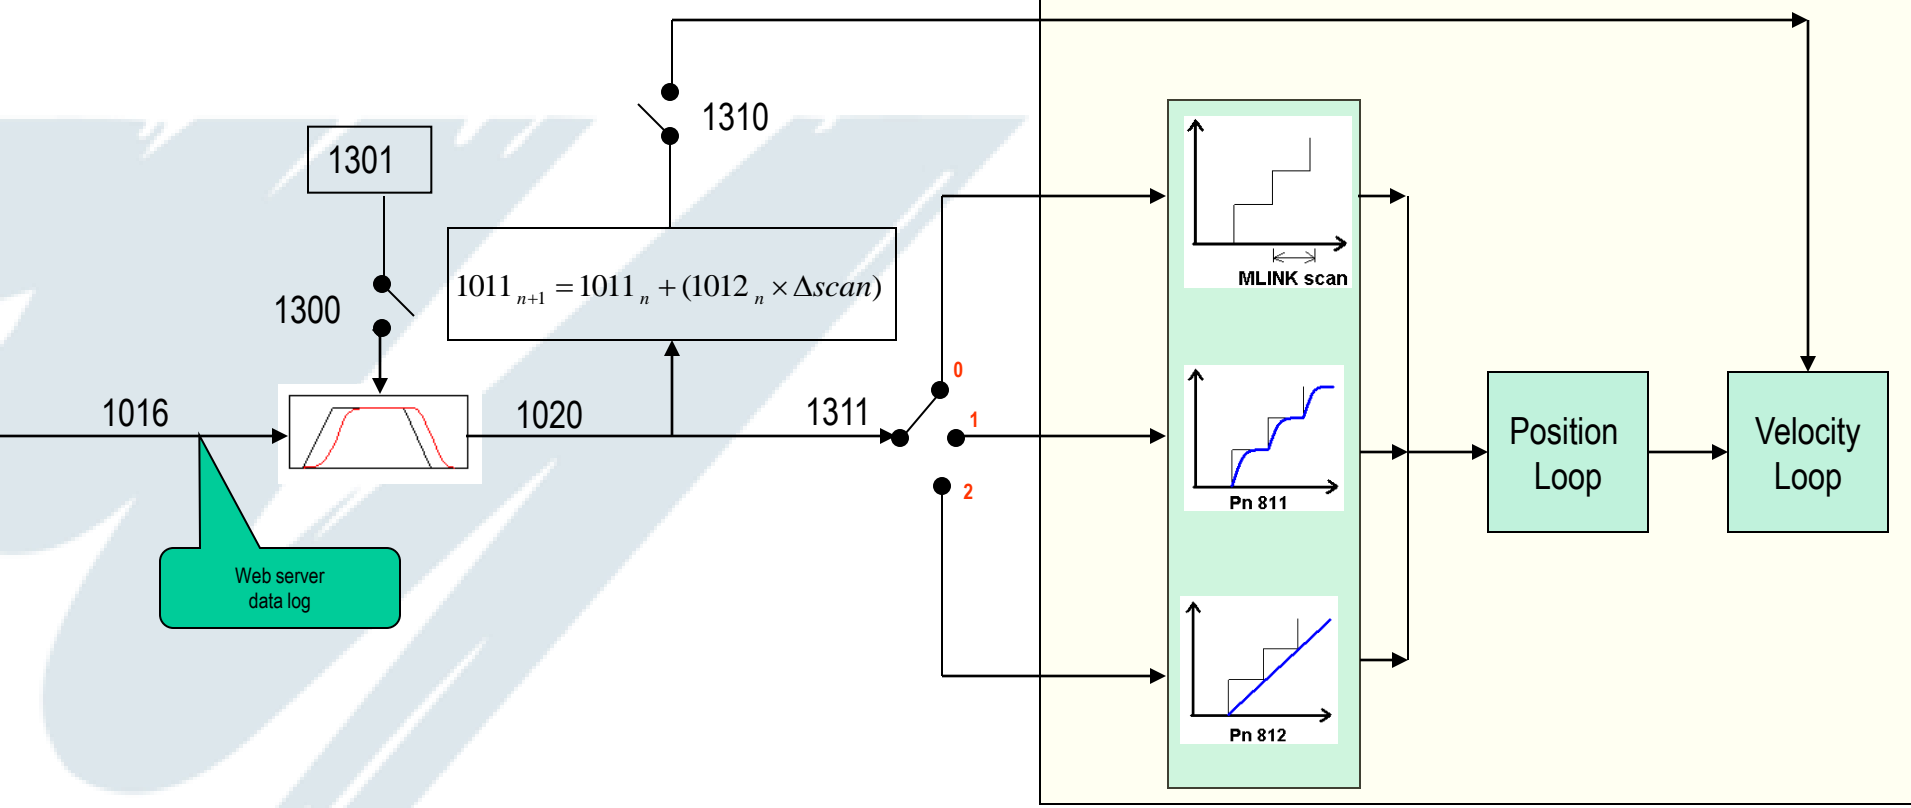 1310
1301
1300
1011 n+1 = 1011 n + (1012 n × Δscan)
MLINK scan
1016
1020
1311
0
1
2
Pn 811
Position
Loop
Velocity
Loop
Web server
data log
Pn 812